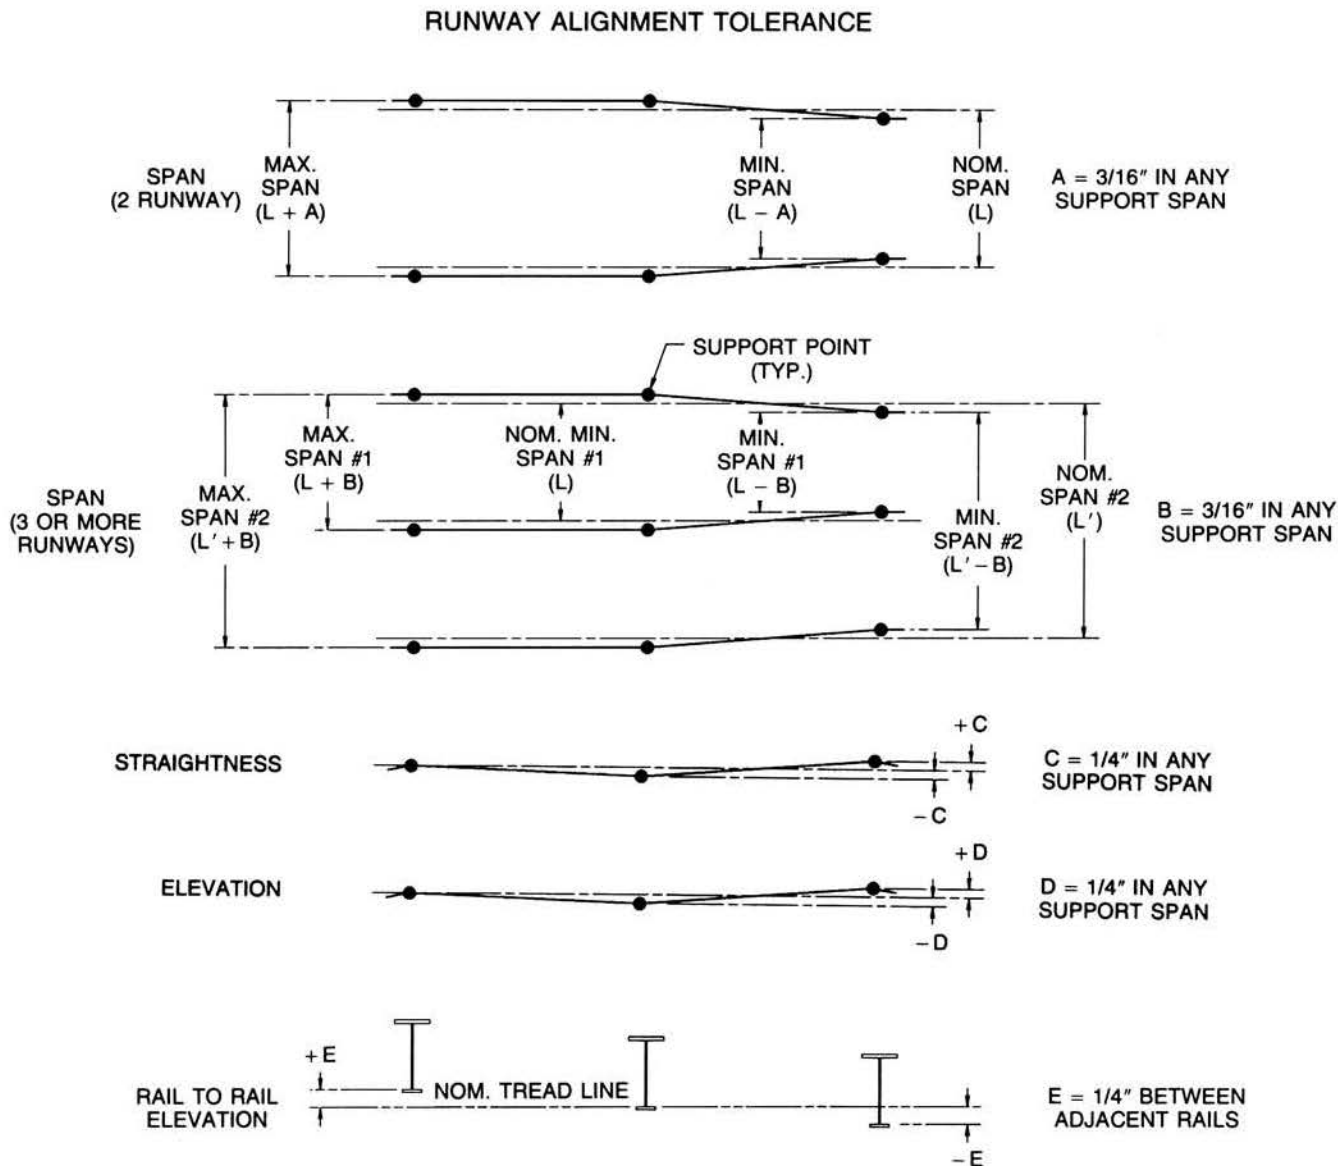 RUNWAY ALIGNMENT TOLERANCE
SPAN
(2 RUNWAY)
MAX.
SPAN
(L + A)
MIN.
SPAN
(L – A)
NOM.
SPAN
(L)
A = 3/16" IN ANY
SUPPORT SPAN
SUPPORT POINT
(TYP.)
SPAN
(3 OR MORE
RUNWAYS)
MAX.
SPAN #2
(L' + B)
MAX.
SPAN #1
(L + B)
NOM. MIN.
SPAN #1
(L)
MIN.
SPAN #1
(L – B)
MIN.
SPAN #2
(L' – B)
NOM.
SPAN #2
(L')
B = 3/16" IN ANY
SUPPORT SPAN
STRAIGHTNESS
+ C
– C
C = 1/4" IN ANY
SUPPORT SPAN
ELEVATION
+ D
– D
D = 1/4" IN ANY
SUPPORT SPAN
RAIL TO RAIL
ELEVATION
+ E
NOM. TREAD LINE
– E
E = 1/4" BETWEEN
ADJACENT RAILS